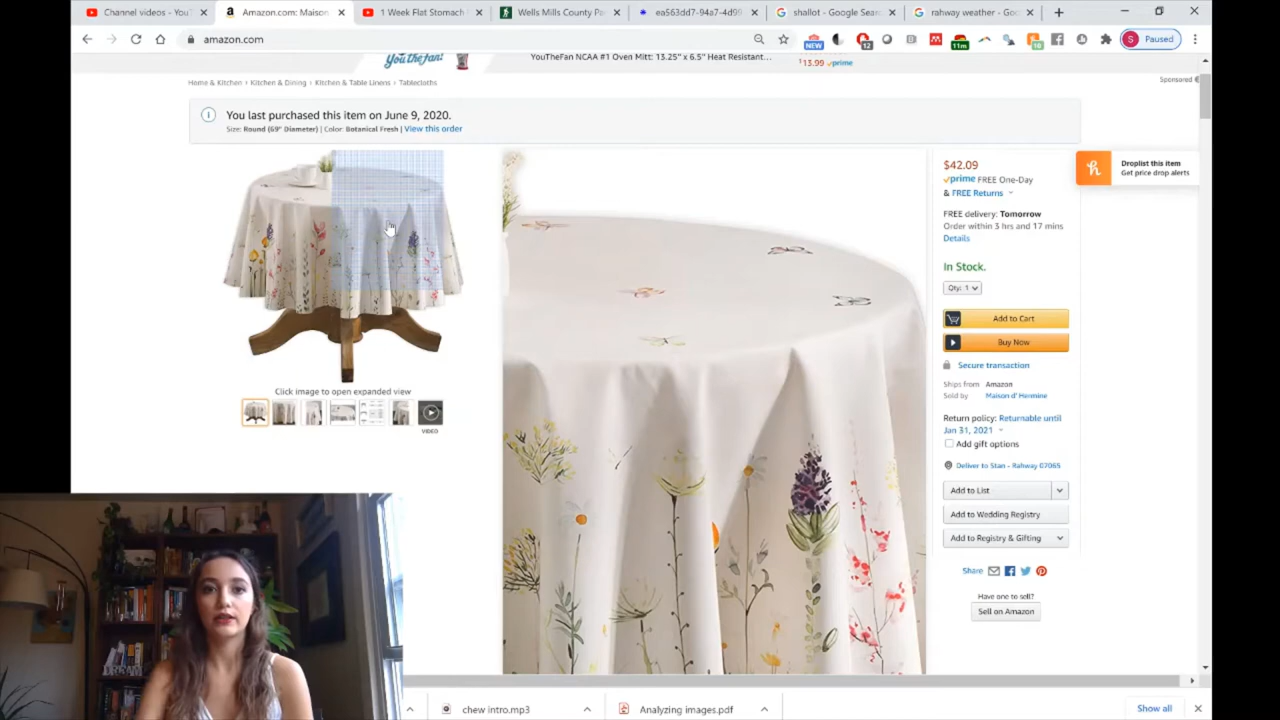 Channel videos - YouT
Amazon.com: Maison
1 Week Flat Stomach
Wells Mills County Pa
ea563dd7-94a7-4d99
shallot - Google Searc
rahway weather - Goo
amazon.com
NEW
12
11m
10
S Paused
YouTheFan!
YouTheFan NCAA #1 Oven Mitt: 13.25" x 6.5" Heat Resistant...
$13.99 prime
Home & Kitchen › Kitchen & Dining › Kitchen & Table Linens › Tablecloths
Sponsored
You last purchased this item on June 9, 2020.
Size: Round (69" Diameter) | Color: Botanical Fresh | View this order
Click image to open expanded view
VIDEO
$42.09
prime FREE One-Day
& FREE Returns
FREE delivery: Tomorrow
Order within 3 hrs and 17 mins
Details
In Stock.
Qty: 1
Add to Cart
Buy Now
Secure transaction
Ships from Amazon
Sold by Maison d' Hermine
Return policy: Returnable until
Jan 31, 2021
Add gift options
Deliver to Stan - Rahway 07065
Add to List
Add to Wedding Registry
Add to Registry & Gifting
Share
Have one to sell?
Sell on Amazon
Droplist this item
Get price drop alerts
chew intro.mp3
Analyzing images.pdf
Show all